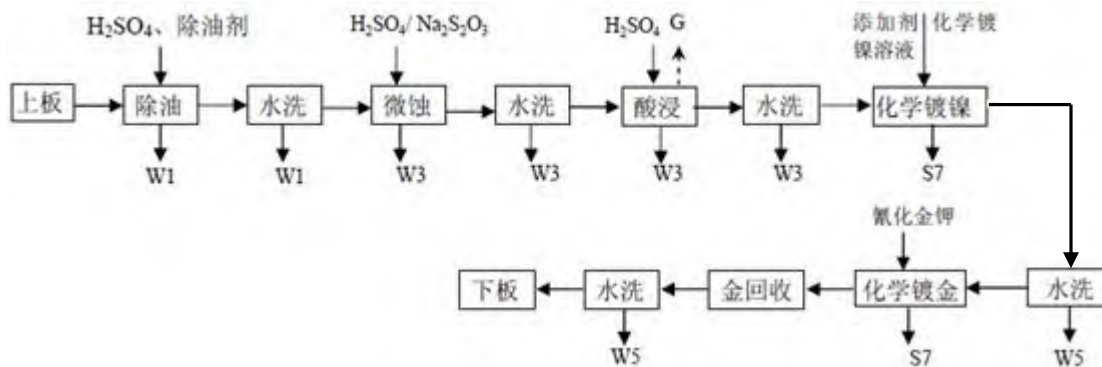 H₂SO₄、除油剂
H₂SO₄/ Na₂S₂O₃
H₂SO₄ G
添加剂
化学镀
镍溶液
上板
除油
水洗
微蚀
水洗
酸浸
水洗
化学镀镍
W1
W1
W3
W3
W3
W3
S7
氰化金钾
下板
水洗
金回收
化学镀金
水洗
W5
S7
W5